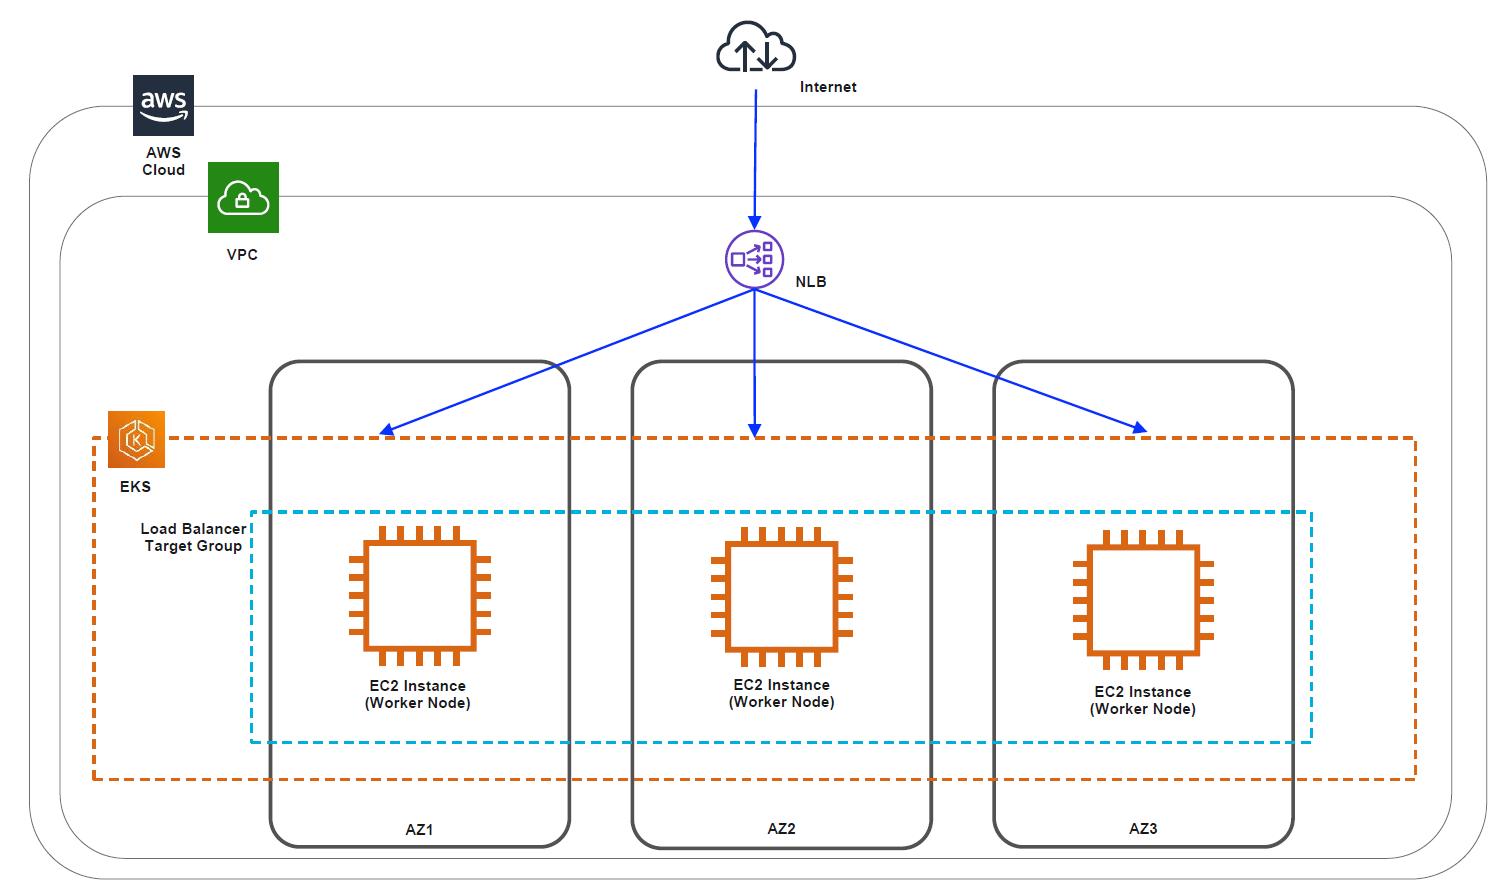 Internet
aws
AWS
Cloud
VPC
NLB
K
EKS
Load Balancer
Target Group
EC2 Instance
(Worker Node)
EC2 Instance
(Worker Node)
EC2 Instance
(Worker Node)
AZ1
AZ2
AZ3